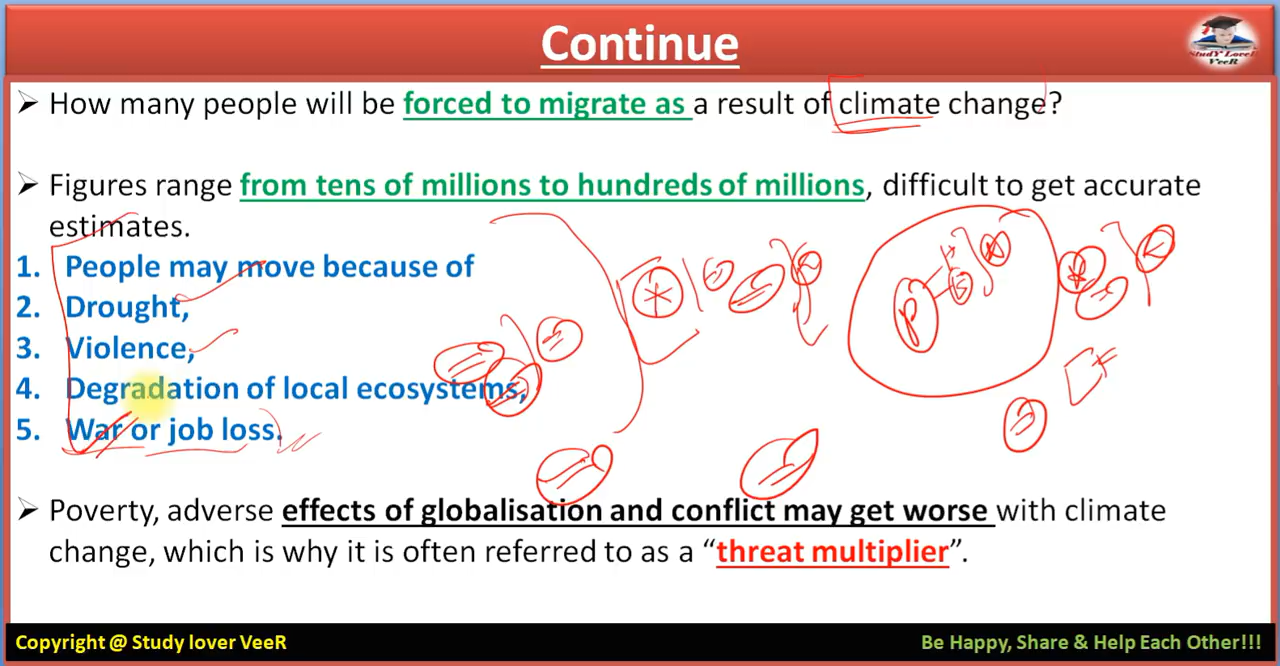 Continue
StudY LoveR
VeeR
➢ How many people will be forced to migrate as a result of climate change?
➢ Figures range from tens of millions to hundreds of millions, difficult to get accurate
estimates.
1. People may move because of
2. Drought,
3. Violence,
4. Degradation of local ecosystems,
5. War or job loss.
➢ Poverty, adverse effects of globalisation and conflict may get worse with climate
change, which is why it is often referred to as a “threat multiplier”.
Copyright @ Study lover VeeR
Be Happy, Share & Help Each Other!!!